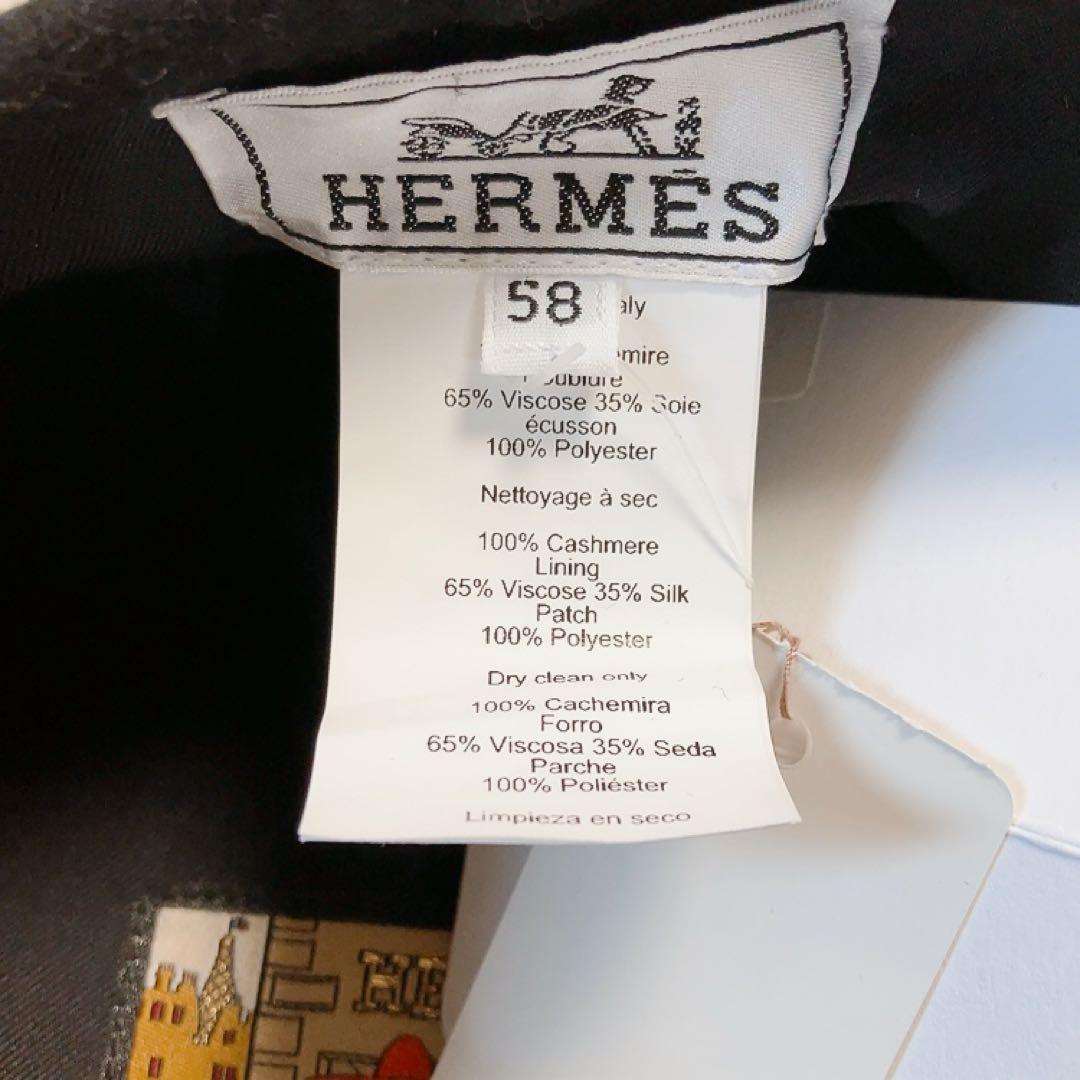 HERMÈS
58
65% Viscose 35% Soie
écusson
100% Polyester
Nettoyage à sec
100% Cashmere
Lining
65% Viscose 35% Silk
Patch
100% Polyester
Dry clean only
100% Cachemira
Forro
65% Viscosa 35% Seda
Parche
100% Poliéster
Limpieza en seco
HE